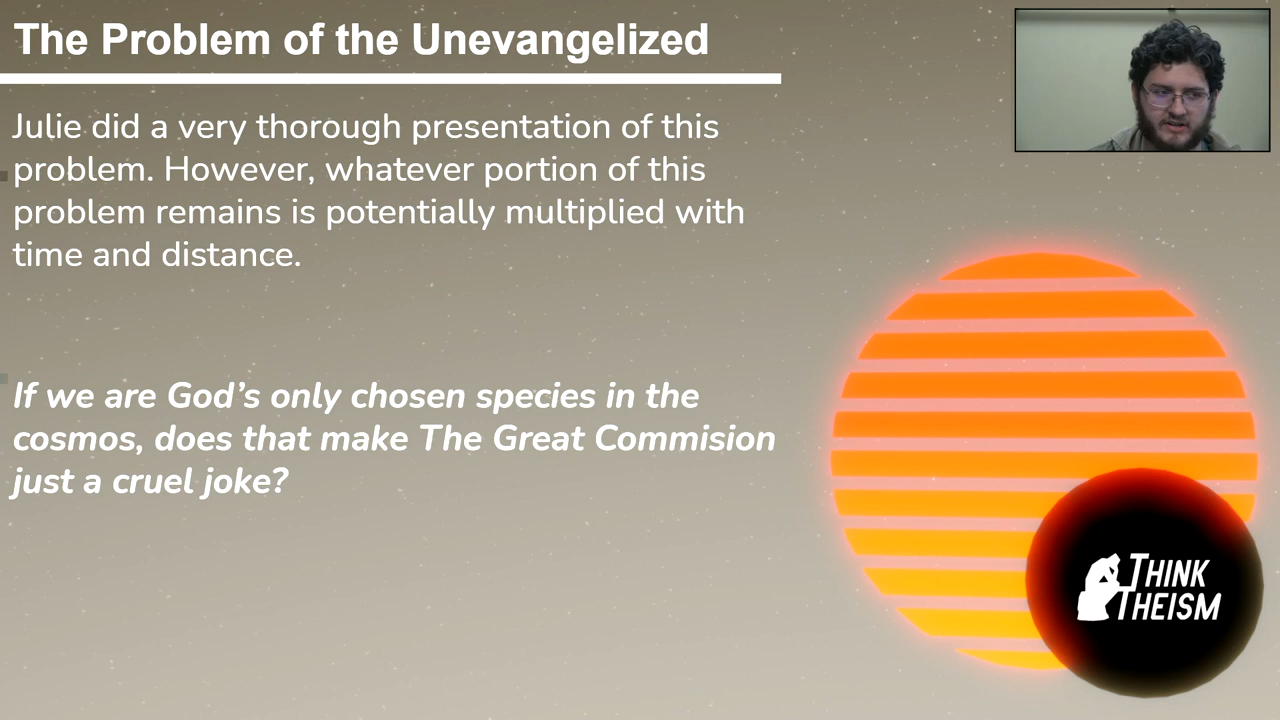 The Problem of the Unevangelized
Julie did a very thorough presentation of this
problem. However, whatever portion of this
problem remains is potentially multiplied with
time and distance.
If we are God’s only chosen species in the
cosmos, does that make The Great Commision
just a cruel joke?
THINK
THEISM